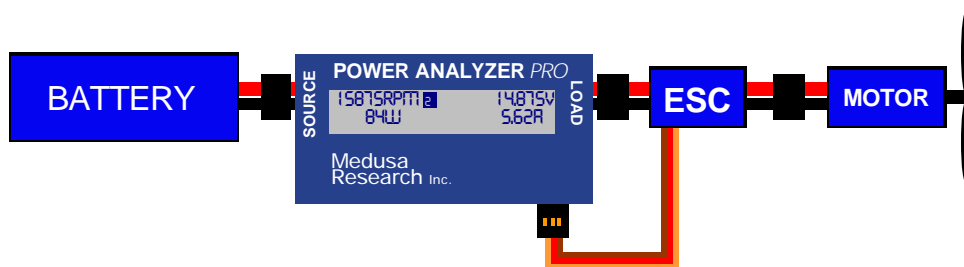 BATTERY
SOURCE
POWER ANALYZER PRO
15875RPM 2 14.875V
84W 5.62A
LOAD
Medusa
Research Inc.
ESC
MOTOR